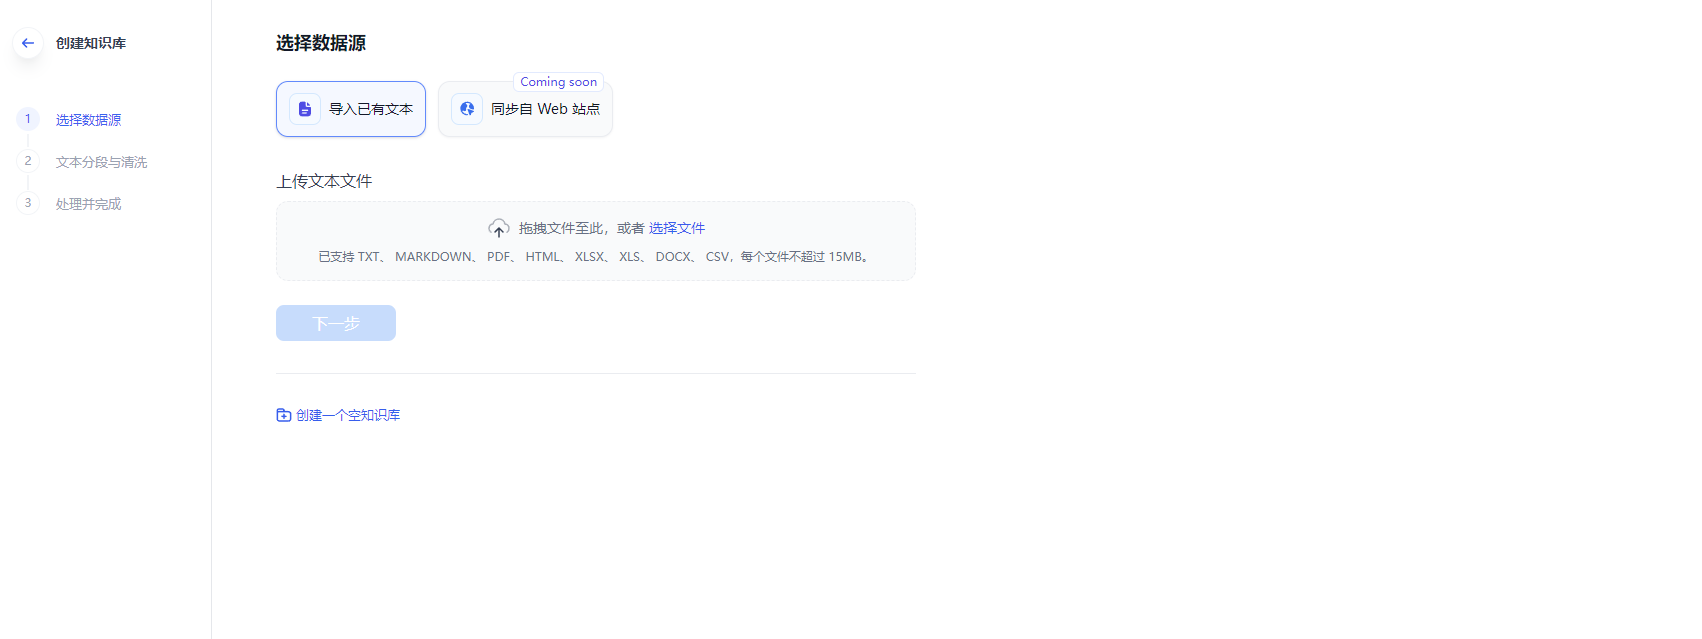 创建知识库
1 选择数据源
2 文本分段与清洗
3 处理并完成
选择数据源
导入已有文本
Coming soon
同步自 Web 站点
上传文本文件
拖拽文件至此，或者 选择文件
已支持 TXT、 MARKDOWN、 PDF、 HTML、 XLSX、 XLS、 DOCX、 CSV，每个文件不超过 15MB。
下一步
创建一个空知识库